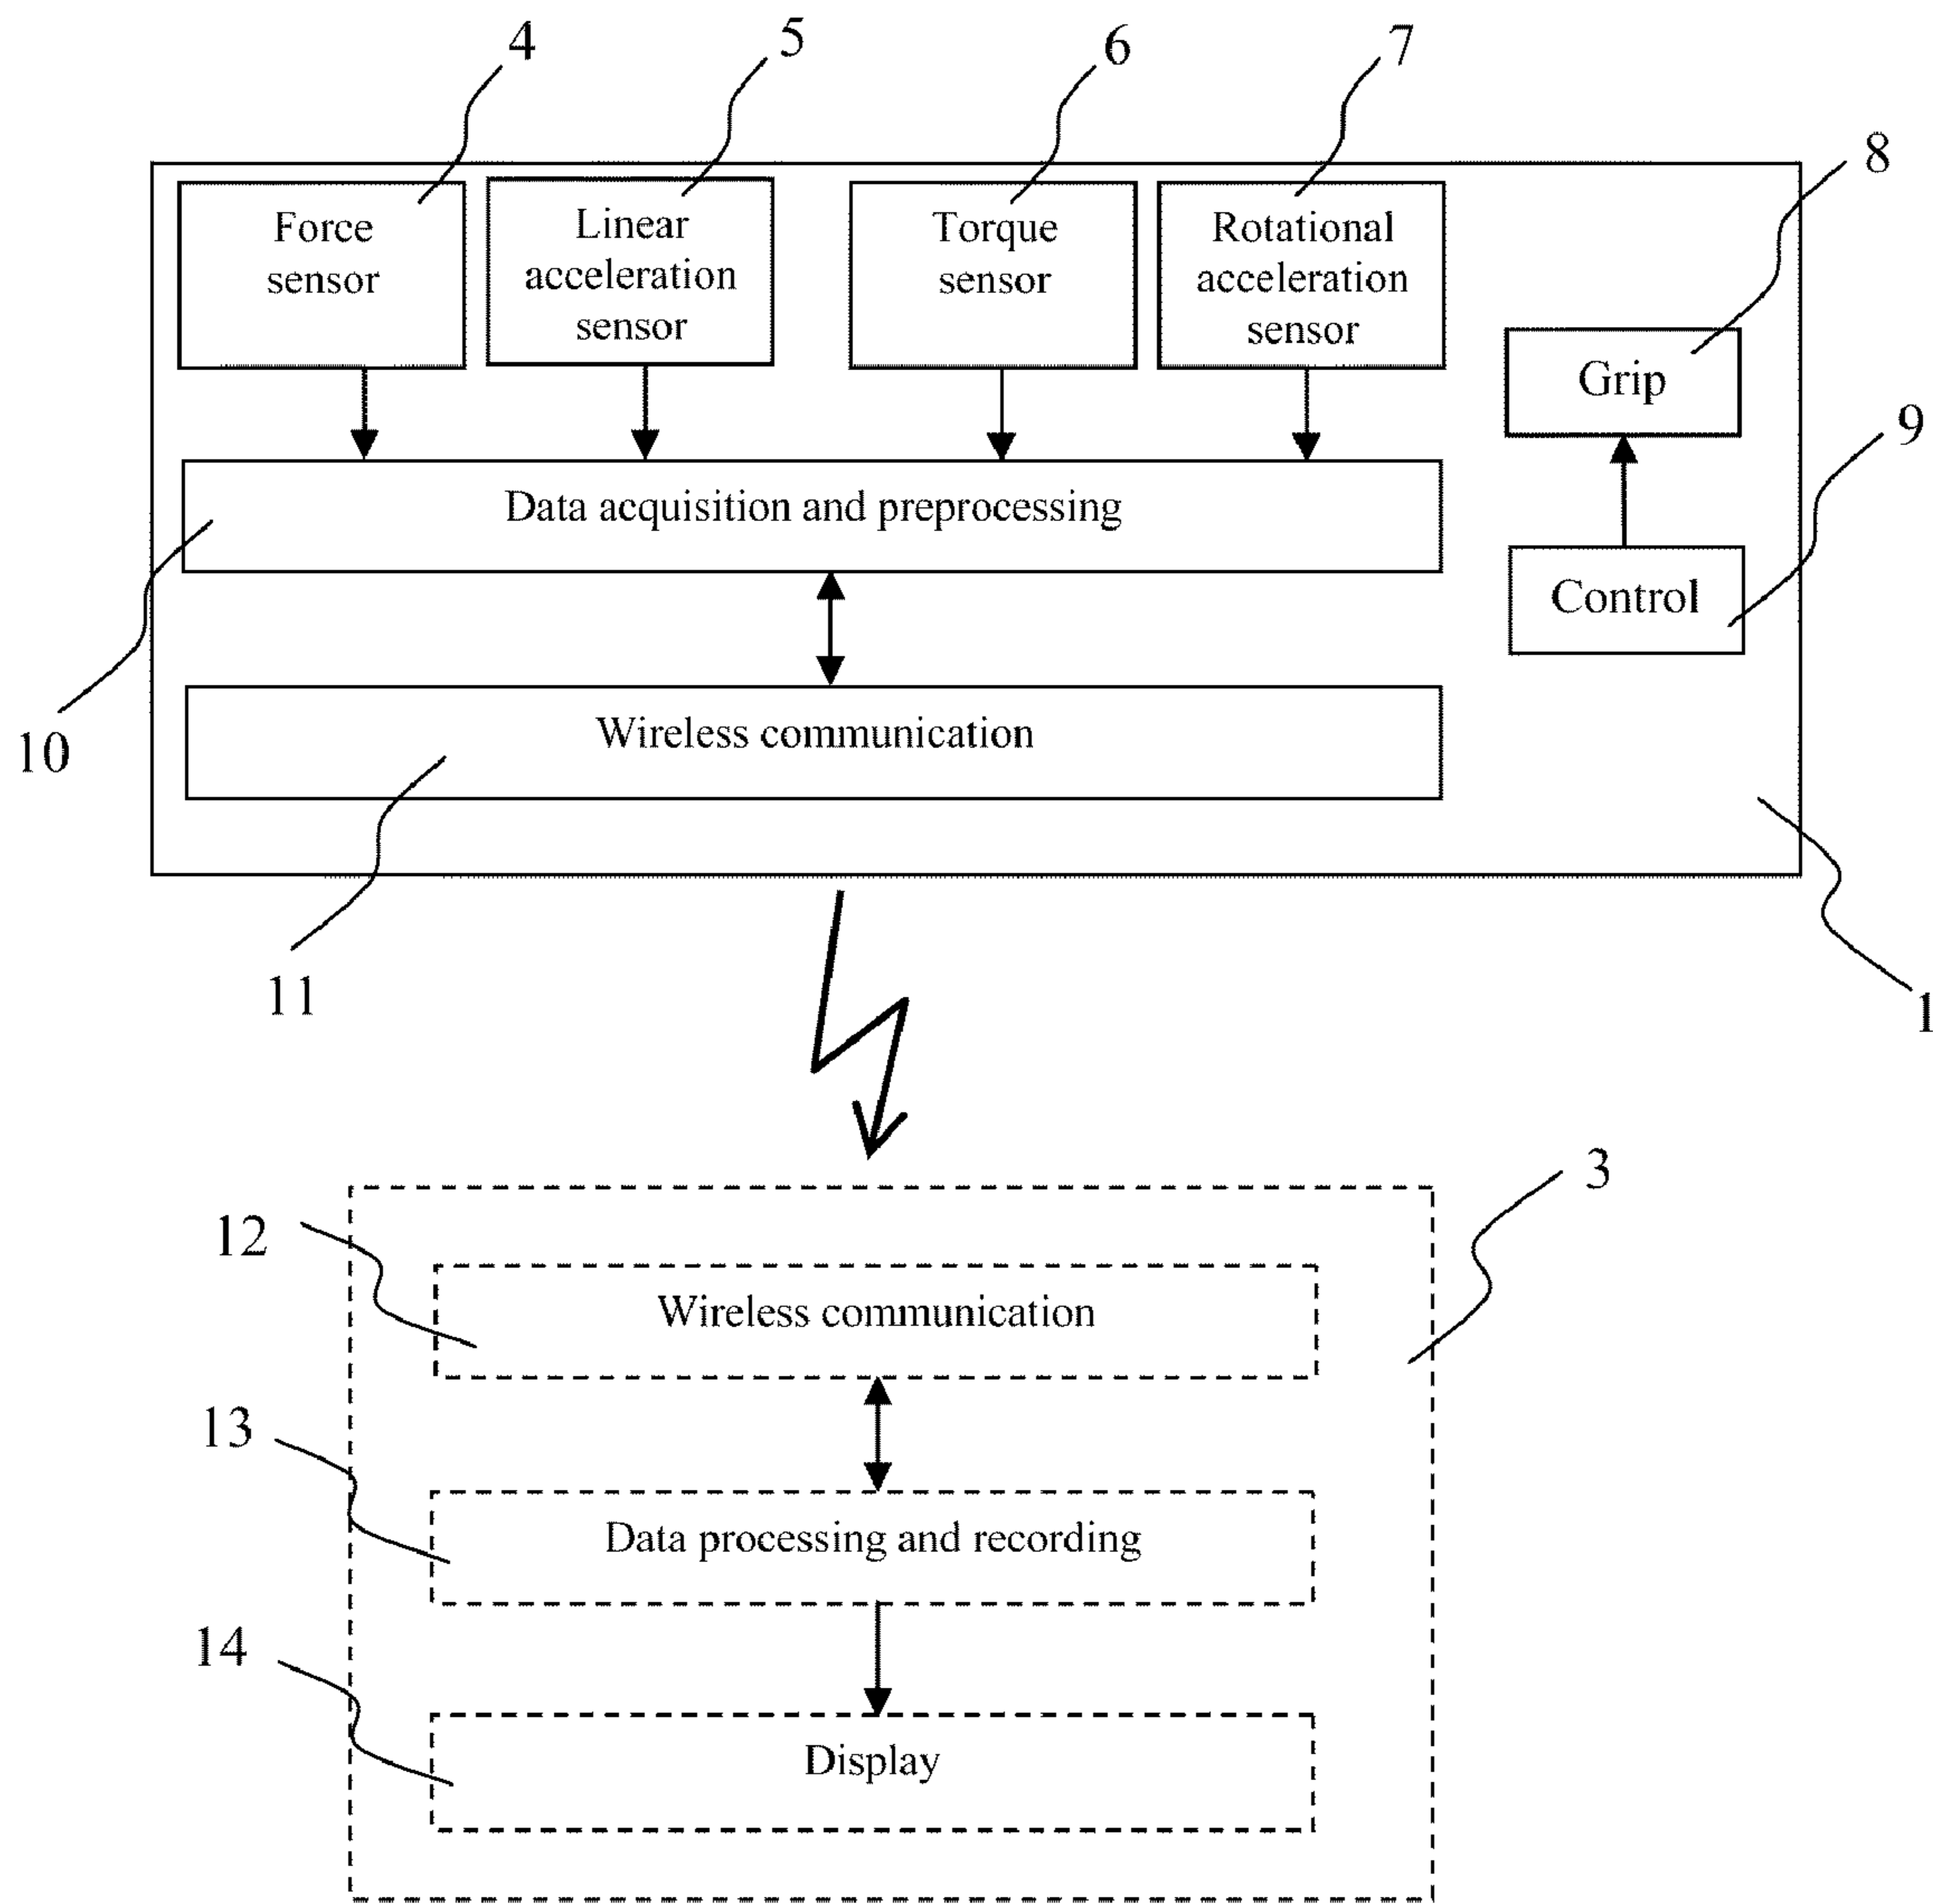 4
5
6
7
8
Force
sensor
Linear
acceleration
sensor
Torque
sensor
Rotational
acceleration
sensor
Grip
9
Data acquisition and preprocessing
Control
10
Wireless communication
11
1
3
12
Wireless communication
13
Data processing and recording
14
Display